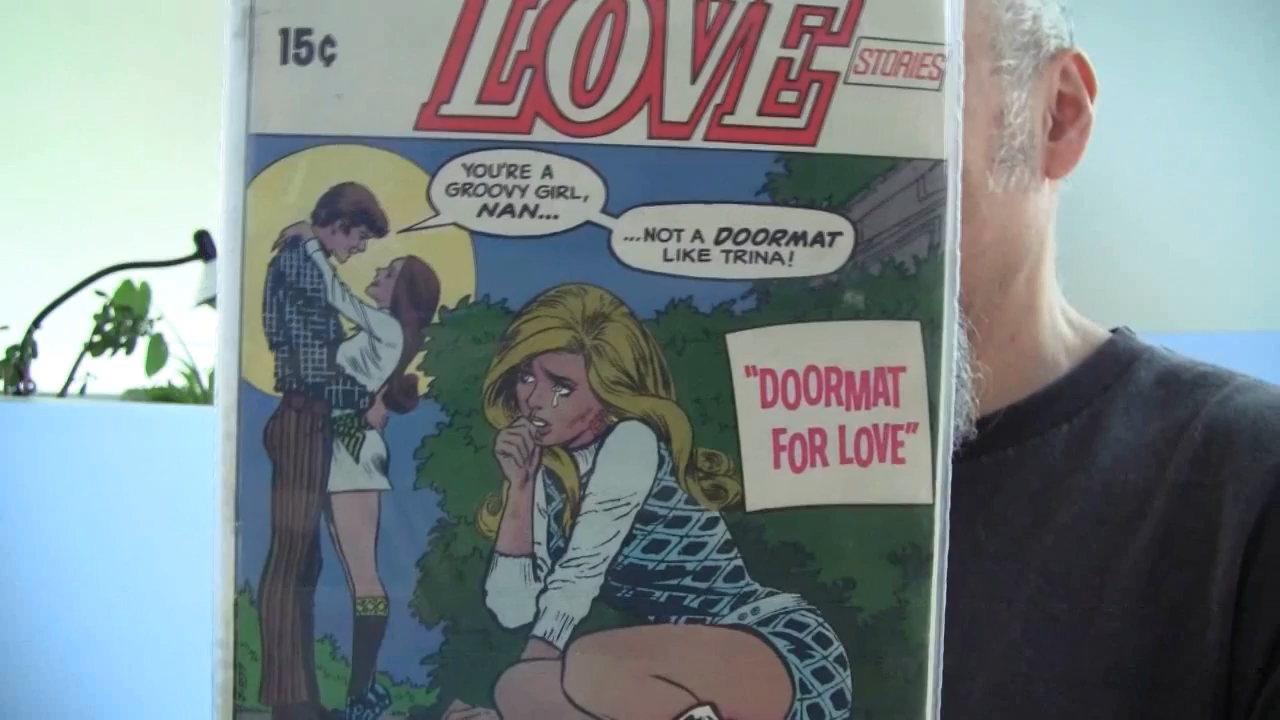 15¢
LOVE
STORIES
YOU'RE A
GROOVY GIRL,
NAN...
...NOT A DOORMAT
LIKE TRINA!
"DOORMAT
FOR LOVE"